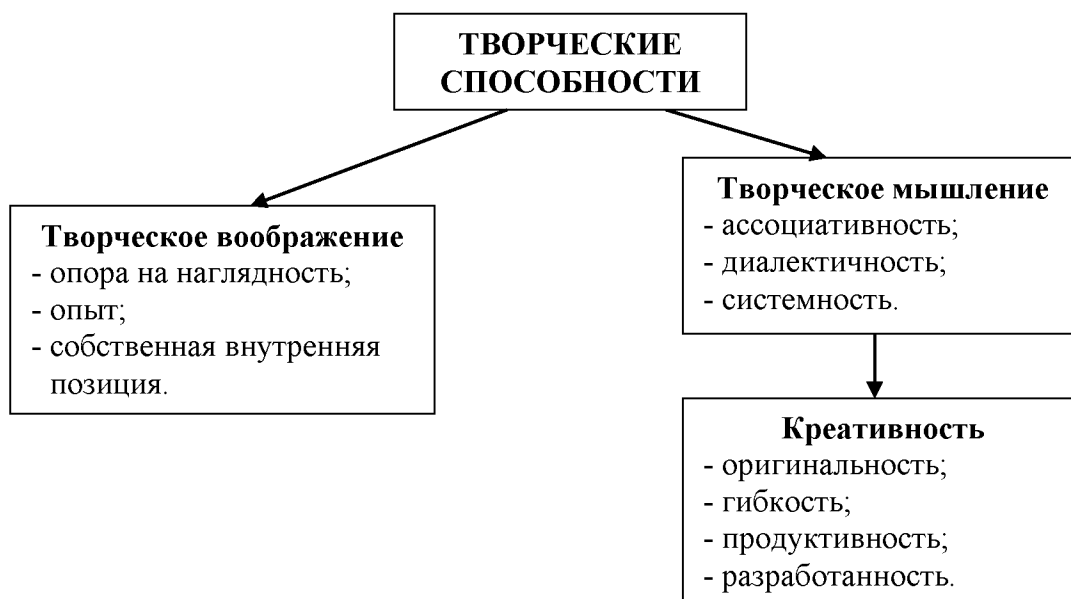 ТВОРЧЕСКИЕ
СПОСОБНОСТИ
Творческое воображение
- опора на наглядность;
- опыт;
- собственная внутренняя
позиция.
Творческое мышление
- ассоциативность;
- диалектичность;
- системность.
Креативность
- оригинальность;
- гибкость;
- продуктивность;
- разработанность.